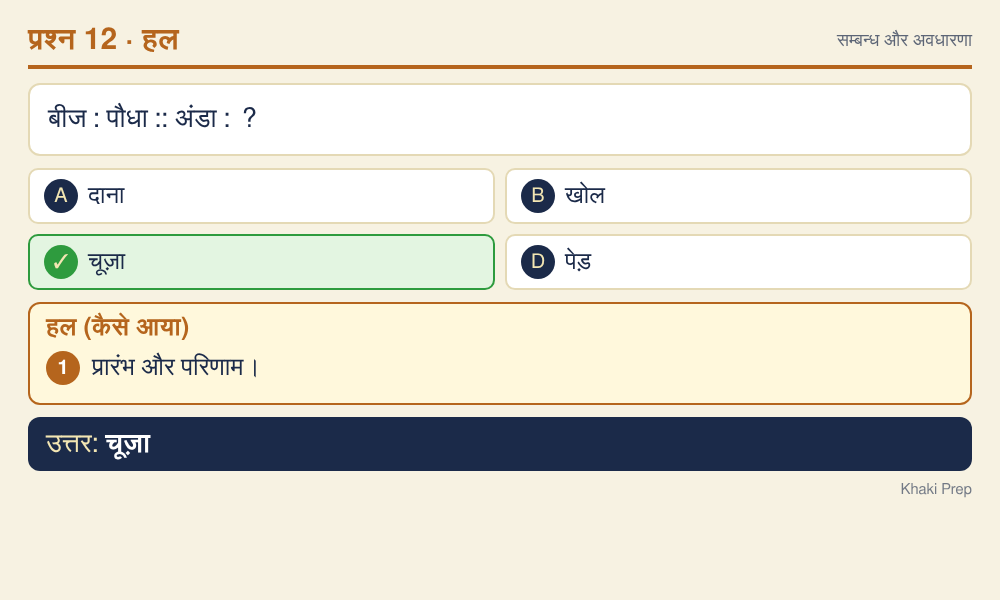 प्रश्न 12 · हल
सम्बन्ध और अवधारणा
बीज : पौधा :: अंडा : ?
A दाना
B खोल
✓ चूज़ा
D पेड़
हल (कैसे आया)
1 प्रारंभ और परिणाम।
उत्तर: चूज़ा
Khaki Prep